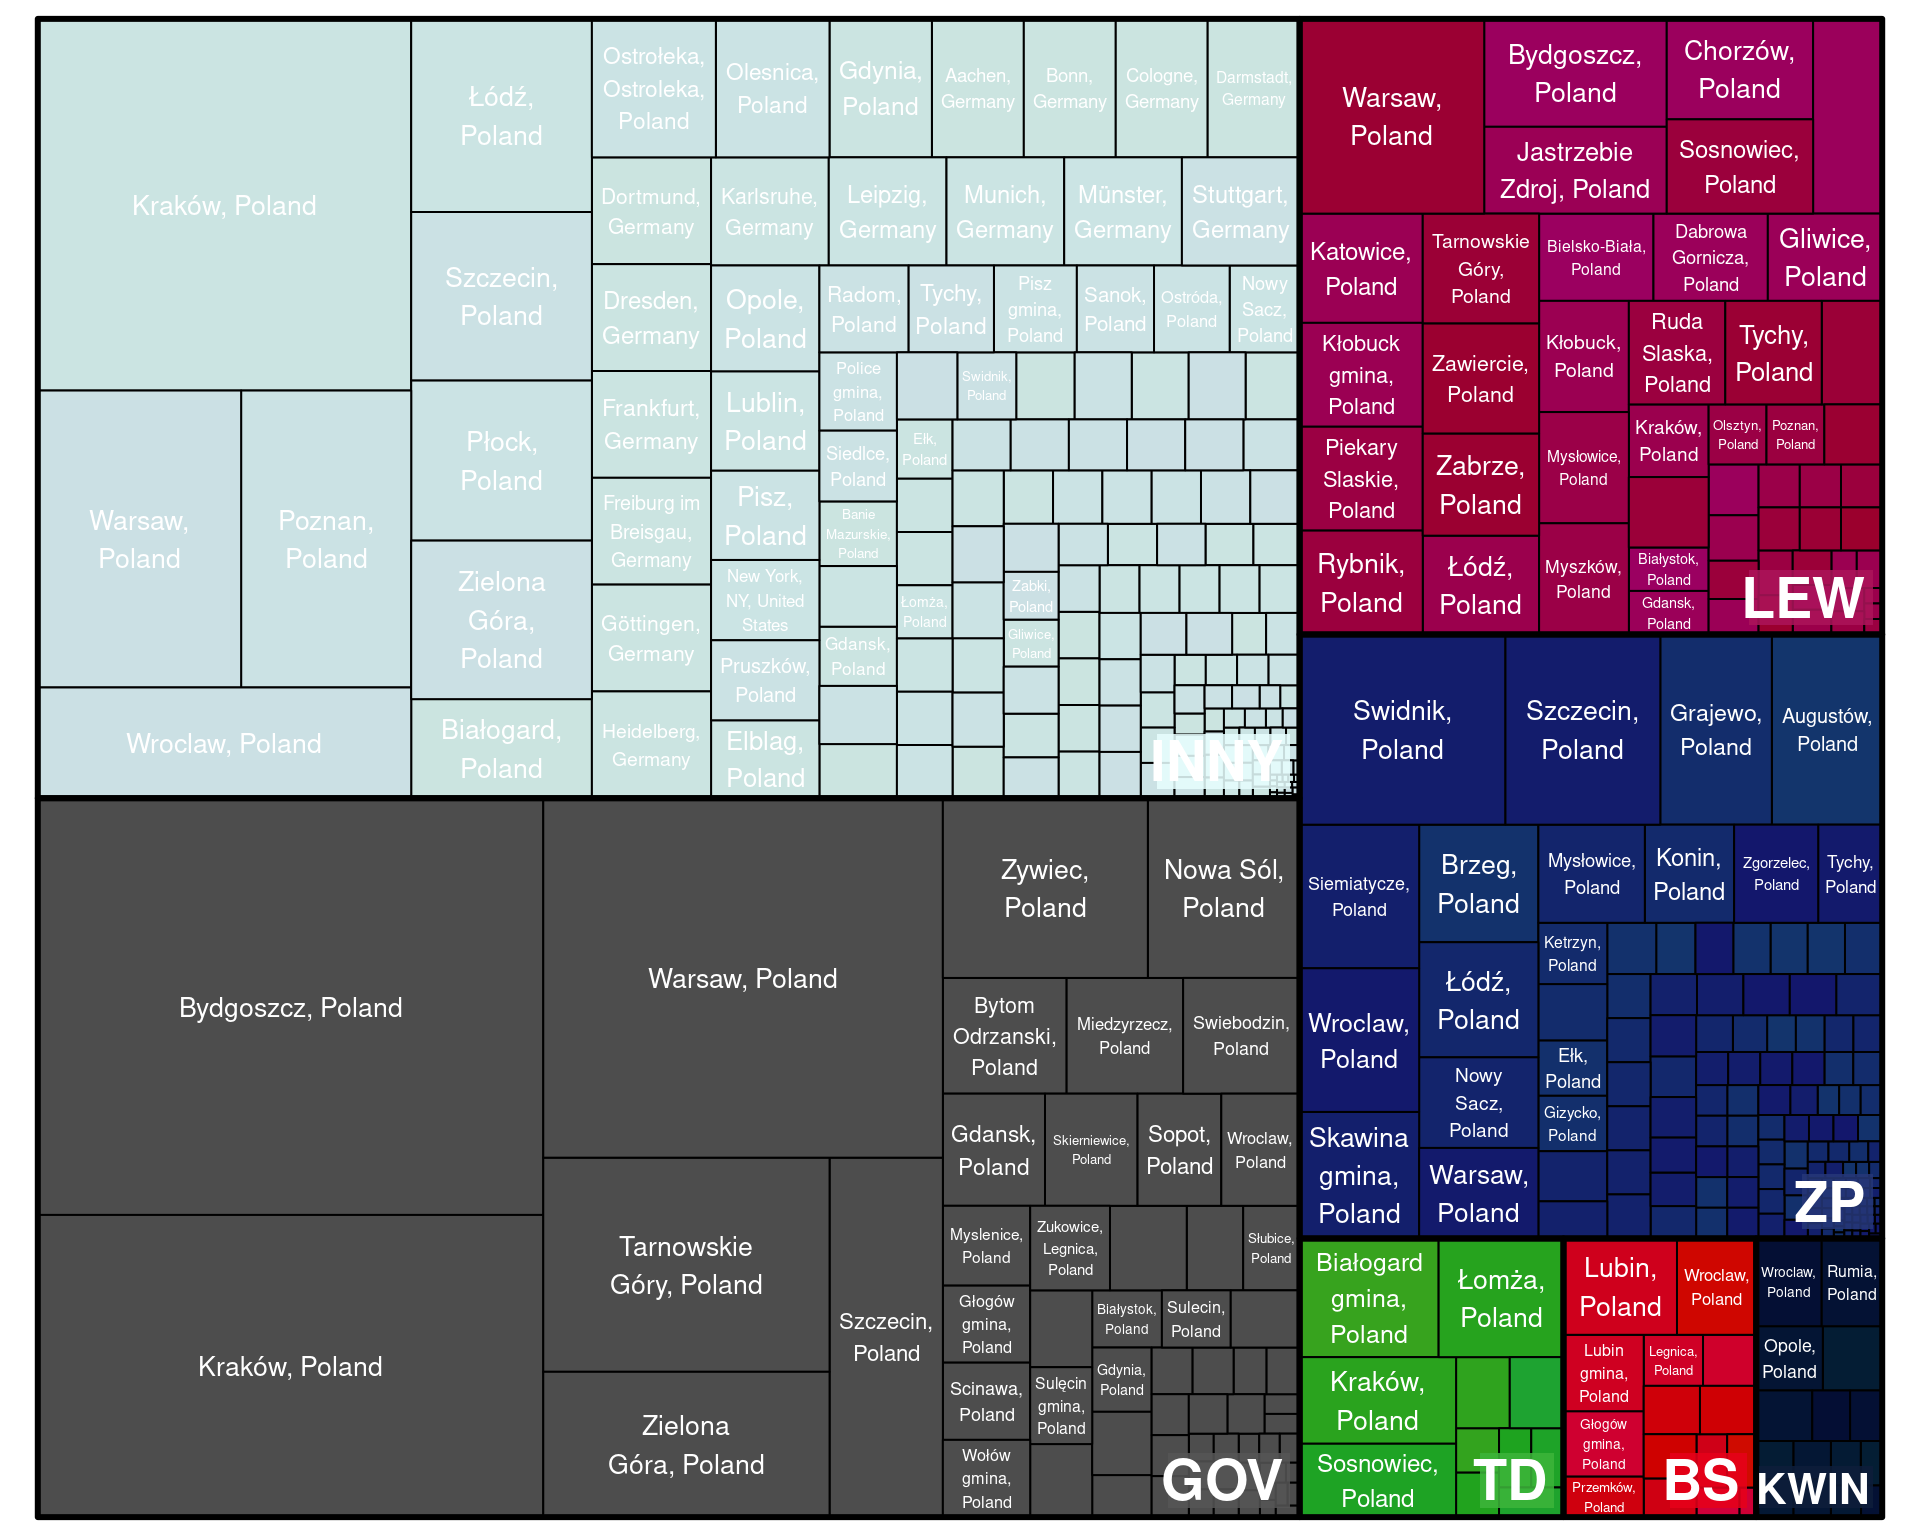 Kraków, Poland
Warsaw,
Poland
Poznan,
Poland
Wroclaw, Poland
Łódź,
Poland
Szczecin,
Poland
Płock,
Poland
Zielona
Góra,
Poland
Białogard,
Poland
Ostrołeka,
Ostroleka,
Poland
Olesnica,
Poland
Gdynia,
Poland
Aachen,
Germany
Bonn,
Germany
Cologne,
Germany
Darmstadt,
Germany
Dortmund,
Germany
Karlsruhe,
Germany
Leipzig,
Germany
Munich,
Germany
Münster,
Germany
Stuttgart,
Germany
Dresden,
Germany
Frankfurt,
Germany
Freiburg im
Breisgau,
Germany
Göttingen,
Germany
Heidelberg,
Germany
Opole,
Poland
Lublin,
Poland
Pisz,
Poland
New York,
NY, United
States
Pruszków,
Poland
Elblag,
Poland
Radom,
Poland
Tychy,
Poland
Pisz
gmina,
Poland
Sanok,
Poland
Ostróda,
Poland
Nowy
Sacz,
Poland
Police
gmina,
Poland
Siedlce,
Poland
Banie
Mazurskie,
Poland
Gdansk,
Poland
Swidnik,
Poland
Ełk,
Poland
Łomża,
Poland
Zabki,
Poland
Gliwice,
Poland
INNY
Warsaw,
Poland
Bydgoszcz,
Poland
Jastrzebie
Zdroj, Poland
Chorzów,
Poland
Sosnowiec,
Poland
Katowice,
Poland
Kłobuck
gmina,
Poland
Piekary
Slaskie,
Poland
Rybnik,
Poland
Tarnowskie
Góry,
Poland
Zawiercie,
Poland
Zabrze,
Poland
Łódź,
Poland
Bielsko-Biała,
Poland
Dabrowa
Gornicza,
Poland
Gliwice,
Poland
Kłobuck,
Poland
Mysłowice,
Poland
Myszków,
Poland
Ruda
Slaska,
Poland
Tychy,
Poland
Kraków,
Poland
Olsztyn,
Poland
Poznan,
Poland
Białystok,
Poland
Gdansk,
Poland
LEW
Bydgoszcz, Poland
Kraków, Poland
Warsaw, Poland
Tarnowskie
Góry, Poland
Zielona
Góra, Poland
Szczecin,
Poland
Zywiec,
Poland
Nowa Sól,
Poland
Bytom
Odrzanski,
Poland
Miedzyrzecz,
Poland
Swiebodzin,
Poland
Gdansk,
Poland
Skierniewice,
Poland
Sopot,
Poland
Wroclaw,
Poland
Myslenice,
Poland
Głogów
gmina,
Poland
Scinawa,
Poland
Wołów
gmina,
Poland
Zukowice,
Legnica,
Poland
Słubice,
Poland
Sulęcin
gmina,
Poland
Białystok,
Poland
Sulecin,
Poland
Gdynia,
Poland
GOV
Swidnik,
Poland
Szczecin,
Poland
Grajewo,
Poland
Augustów,
Poland
Siemiatycze,
Poland
Wroclaw,
Poland
Skawina
gmina,
Poland
Brzeg,
Poland
Łódź,
Poland
Nowy
Sacz,
Poland
Warsaw,
Poland
Mysłowice,
Poland
Konin,
Poland
Zgorzelec,
Poland
Tychy,
Poland
Ketrzyn,
Poland
Ełk,
Poland
Gizycko,
Poland
ZP
Białogard
gmina,
Poland
Łomża,
Poland
Kraków,
Poland
Sosnowiec,
Poland
TD
Lubin,
Poland
Wroclaw,
Poland
Lubin
gmina,
Poland
Legnica,
Poland
Głogów
gmina,
Poland
Przemków,
Poland
BS
Wroclaw,
Poland
Rumia,
Poland
Opole,
Poland
KWIN